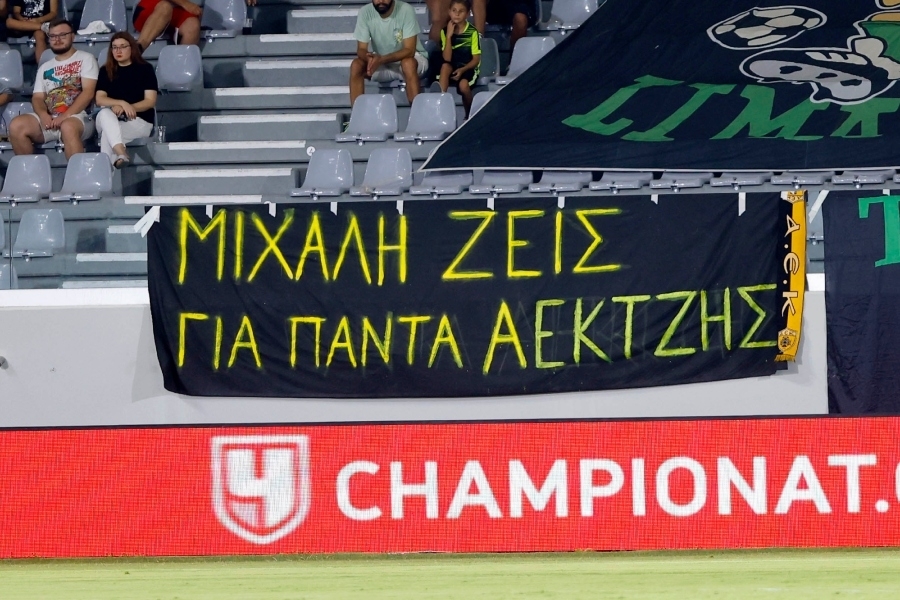 ΜΙΧΑΛΗ ΖΕΙΣ
ΓΙΑ ΠΑΝΤΑ ΑΕΚΤΖΗΣ
Α.Ε.Κ
CHAMPIONAT.